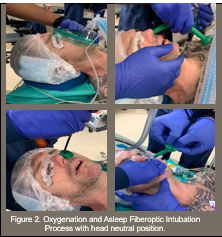 Figure 2. Oxygenation and Asleep Fiberoptic Intubation
Process with head neutral position.